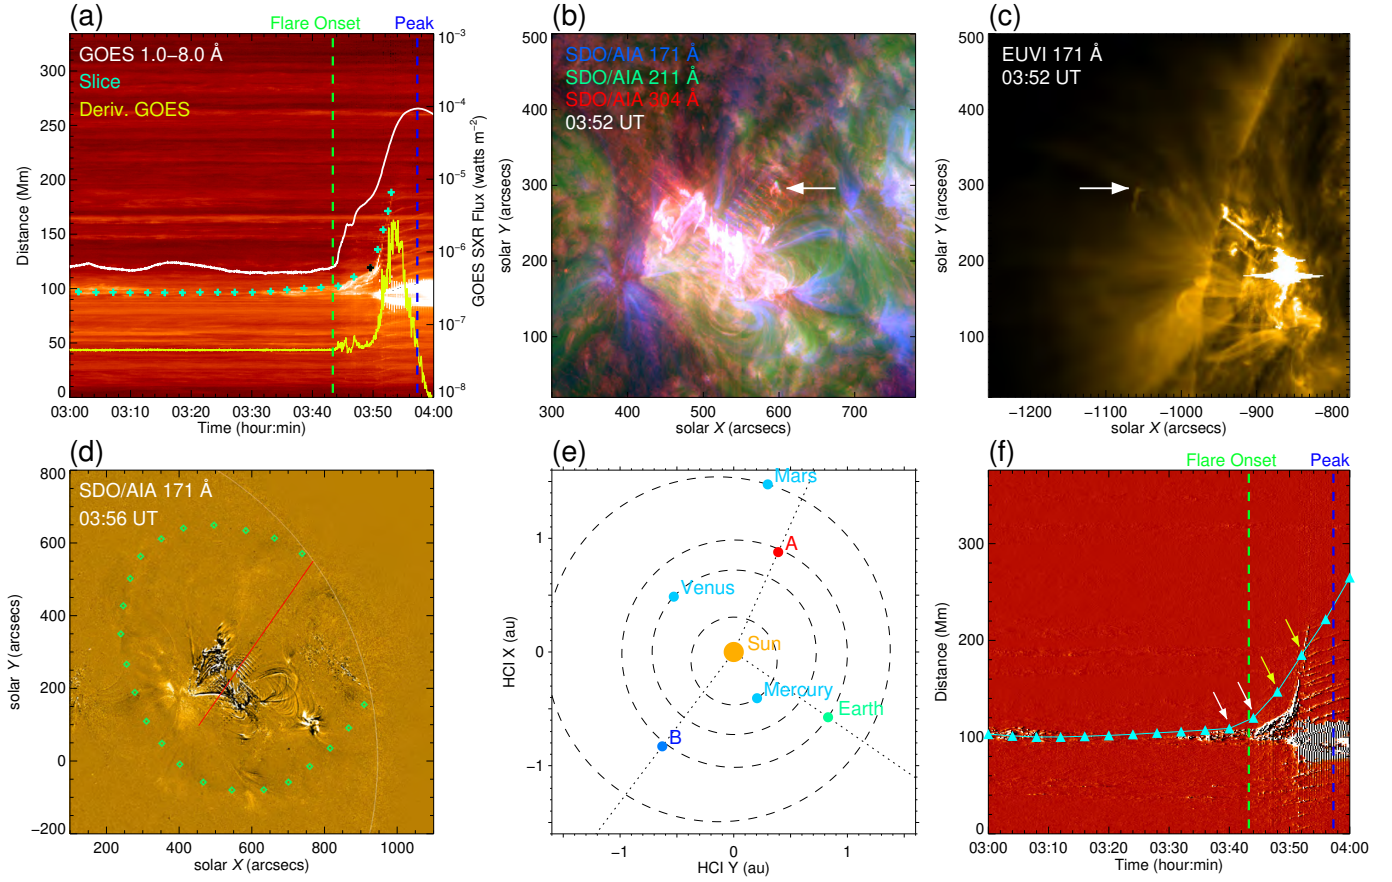 (a)
Flare Onset
Peak
GOES 1.0−8.0 Å
Slice
Deriv. GOES
Distance (Mm)
0
50
100
150
200
250
300
10−3
10−4
10−5
10−6
10−7
10−8
GOES SXR Flux (watts m−2)
03:00
03:10
03:20
03:30
03:40
03:50
04:00
Time (hour:min)
(b)
SDO/AIA 171 Å
SDO/AIA 211 Å
SDO/AIA 304 Å
03:52 UT
solar Y (arcsecs)
500
400
300
200
100
300
400
500
600
700
solar X (arcsecs)
(c)
EUVI 171 Å
03:52 UT
solar Y (arcsecs)
500
400
300
200
100
−1200
−1100
−1000
−900
−800
solar X (arcsecs)
(d)
SDO/AIA 171 Å
03:56 UT
solar Y (arcsecs)
800
600
400
200
0
−200
200
400
600
800
1000
solar X (arcsecs)
(e)
Mars
A
Venus
Sun
Mercury
Earth
B
HCI X (au)
1
0
−1
−1
0
1
HCI Y (au)
(f)
Flare Onset
Peak
Distance (Mm)
300
200
100
0
03:00
03:10
03:20
03:30
03:40
03:50
04:00
Time (hour:min)